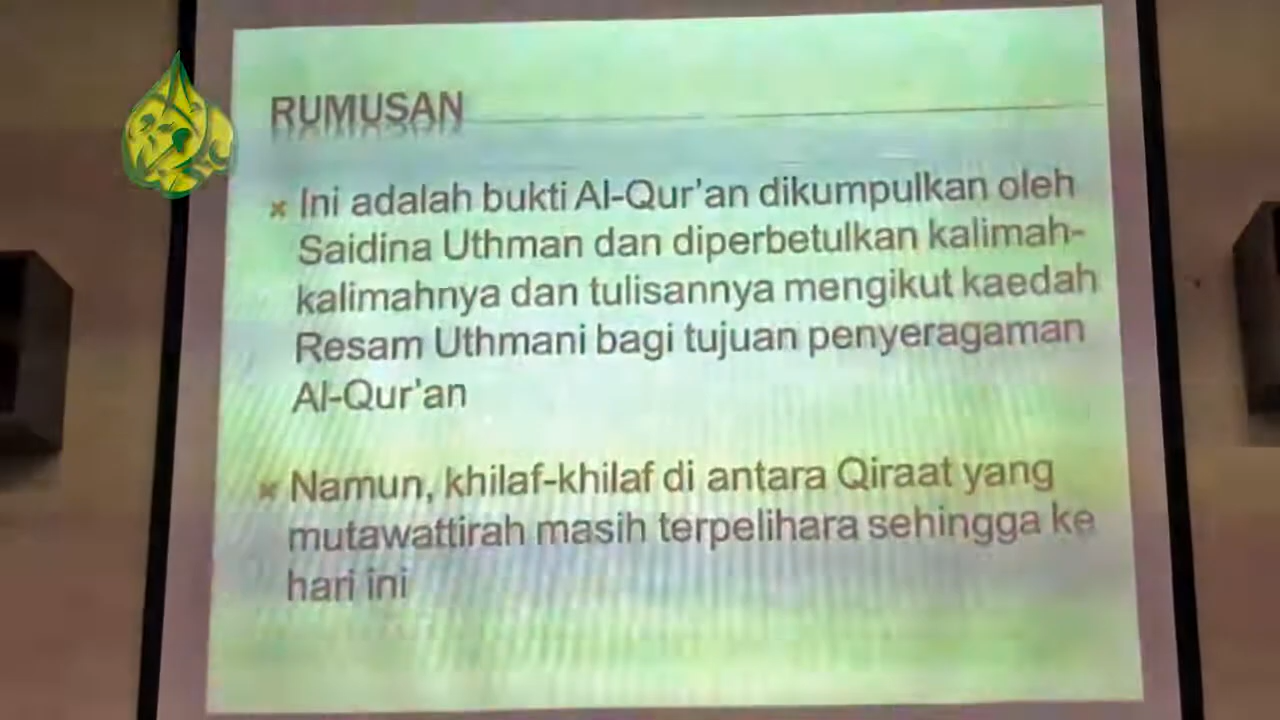 RUMUSAN
Ini adalah bukti Al-Qur'an dikumpulkan oleh
Saidina Uthman dan diperbetulkan kalimah-
kalimahnya dan tulisannya mengikut kaedah
Resam Uthmani bagi tujuan penyeragaman
Al-Qur'an
Namun, khilaf-khilaf di antara Qiraat yang
mutawattirah masih terpelihara sehingga ke
hari ini